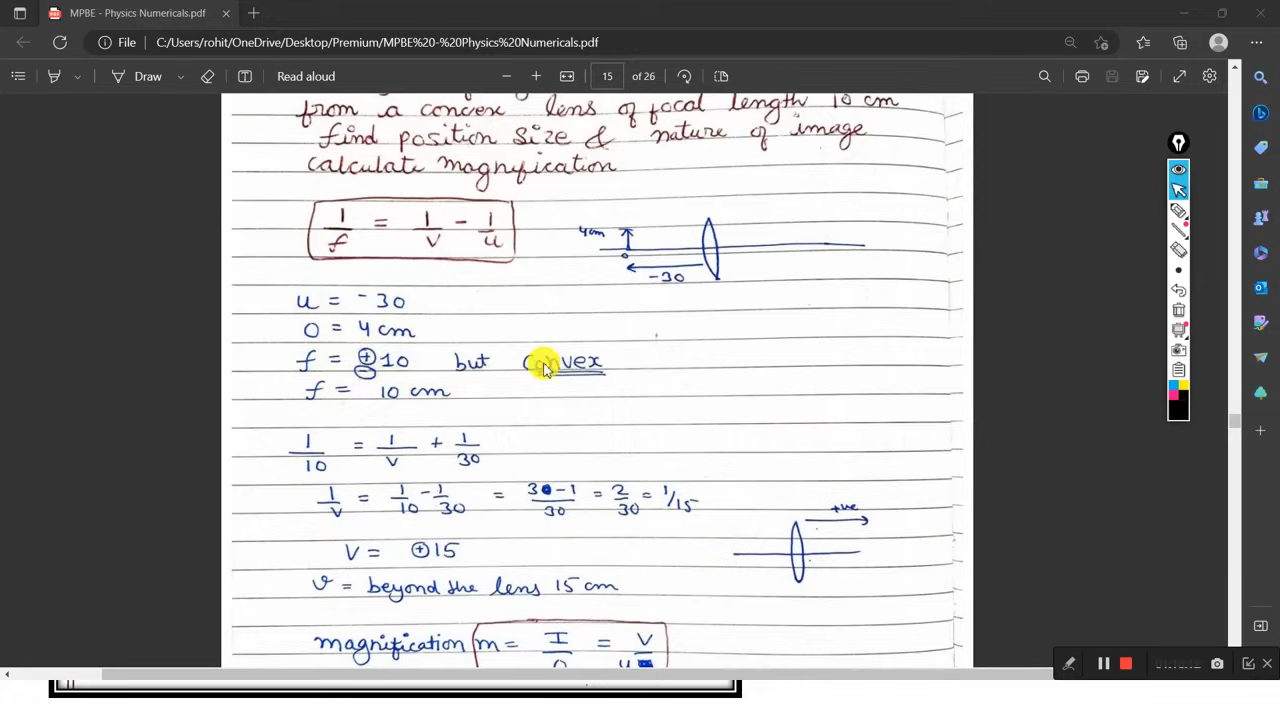 MPBE - Physics Numericals.pdf
File C:/Users/rohit/OneDrive/Desktop/Premium/MPBE%20-%20Physics%20Numericals.pdf
Draw Read aloud 15 of 26
from a convex lens of focal length 10 cm
find position size & nature of image
calculate magnification
1/f = 1/v - 1/u
4cm
-30
u = -30
O = 4 cm
f = +10 but convex
f = 10 cm
1/10 = 1/v + 1/30
1/v = 1/10 - 1/30 = 3-1/30 = 2/30 = 1/15
+ve
V = +15
v = beyond the lens 15 cm
magnification m = I/O = V/u